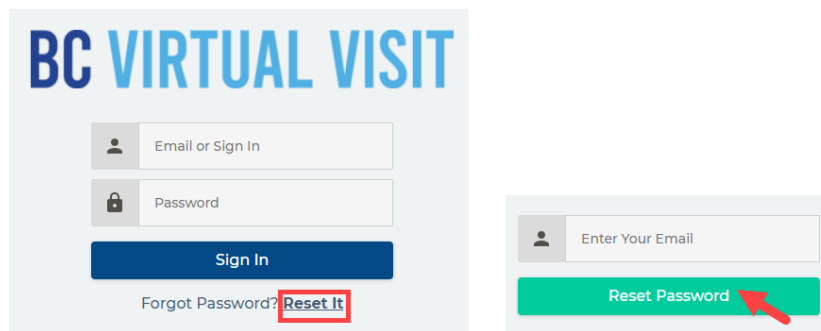 BC VIRTUAL VISIT
Email or Sign In
Password
Sign In
Forgot Password? Reset It
Enter Your Email
Reset Password